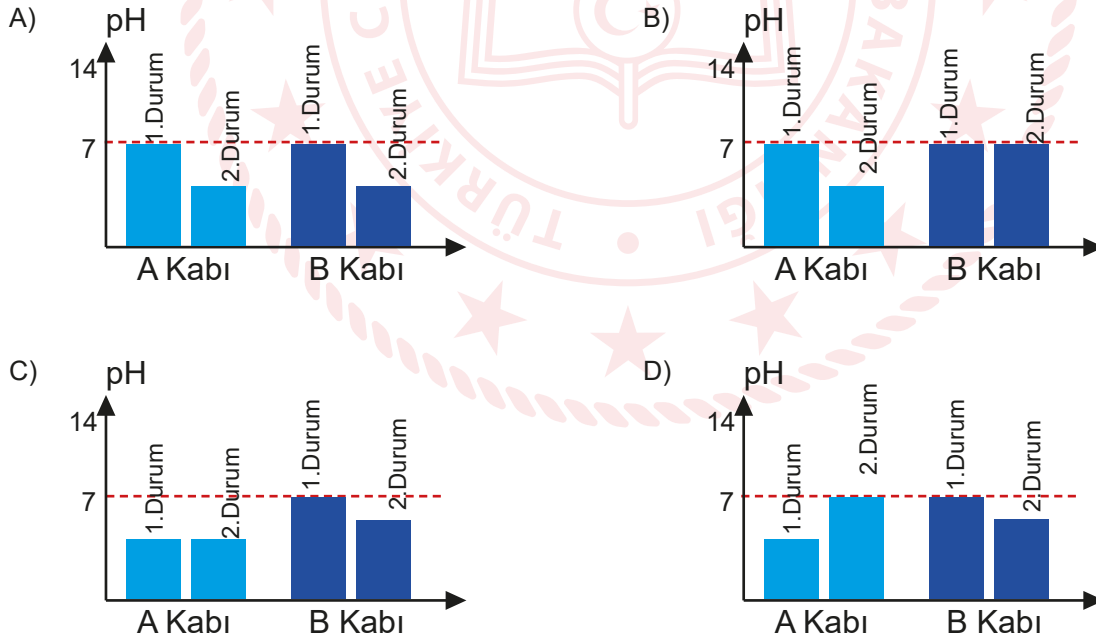 A)
pH
14
7
1.Durum
2.Durum
1.Durum
2.Durum
A Kabı
B Kabı
B)
pH
14
7
1.Durum
2.Durum
1.Durum
2.Durum
A Kabı
B Kabı
C)
pH
14
7
1.Durum
2.Durum
1.Durum
2.Durum
A Kabı
B Kabı
D)
pH
14
7
1.Durum
2.Durum
1.Durum
2.Durum
A Kabı
B Kabı